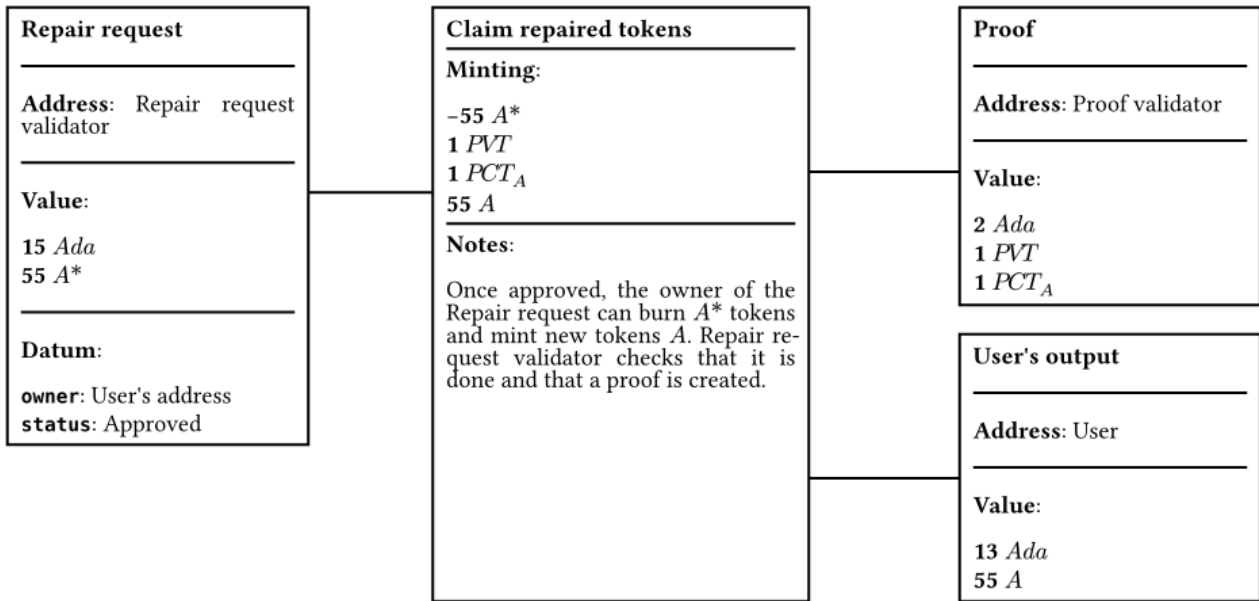 Repair request
Address: Repair request
validator
Value:
15 Ada
55 A*
Datum:
owner: User's address
status: Approved
Claim repaired tokens
Minting:
–55 A*
1 PVT
1 PCT_A
55 A
Notes:
Once approved, the owner of the
Repair request can burn A* tokens
and mint new tokens A. Repair re-
quest validator checks that it is
done and that a proof is created.
Proof
Address: Proof validator
Value:
2 Ada
1 PVT
1 PCT_A
User's output
Address: User
Value:
13 Ada
55 A